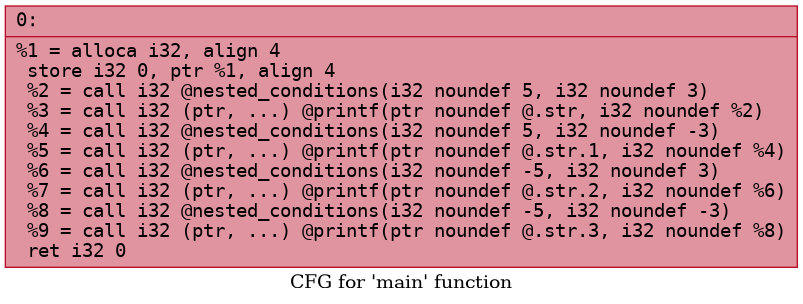 0:
%1 = alloca i32, align 4
store i32 0, ptr %1, align 4
%2 = call i32 @nested_conditions(i32 noundef 5, i32 noundef 3)
%3 = call i32 (ptr, ...) @printf(ptr noundef @.str, i32 noundef %2)
%4 = call i32 @nested_conditions(i32 noundef 5, i32 noundef -3)
%5 = call i32 (ptr, ...) @printf(ptr noundef @.str.1, i32 noundef %4)
%6 = call i32 @nested_conditions(i32 noundef -5, i32 noundef 3)
%7 = call i32 (ptr, ...) @printf(ptr noundef @.str.2, i32 noundef %6)
%8 = call i32 @nested_conditions(i32 noundef -5, i32 noundef -3)
%9 = call i32 (ptr, ...) @printf(ptr noundef @.str.3, i32 noundef %8)
ret i32 0
CFG for 'main' function